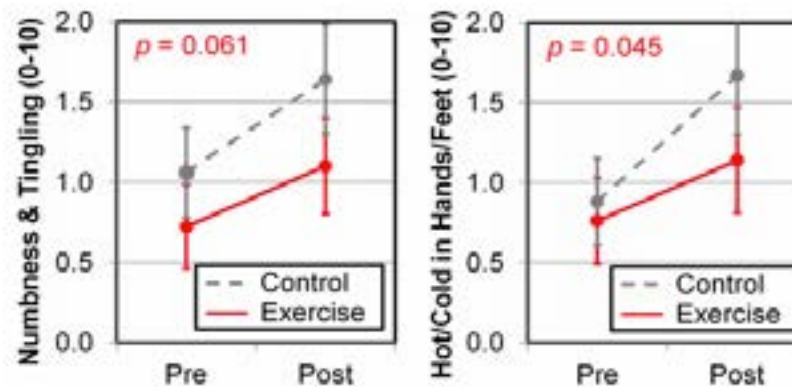 Numbness & Tingling (0-10)
2.0
1.5
1.0
0.5
0.0
p = 0.061
Control
Exercise
Pre
Post
Hot/Cold in Hands/Feet (0-10)
2.0
1.5
1.0
0.5
0.0
p = 0.045
Control
Exercise
Pre
Post